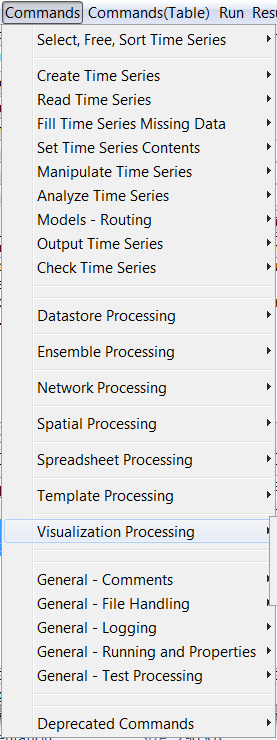 Commands Commands(Table) Run Resu
Select, Free, Sort Time Series
Create Time Series
Read Time Series
Fill Time Series Missing Data
Set Time Series Contents
Manipulate Time Series
Analyze Time Series
Models - Routing
Output Time Series
Check Time Series
Datastore Processing
Ensemble Processing
Network Processing
Spatial Processing
Spreadsheet Processing
Template Processing
Visualization Processing
General - Comments
General - File Handling
General - Logging
General - Running and Properties
General - Test Processing
Deprecated Commands